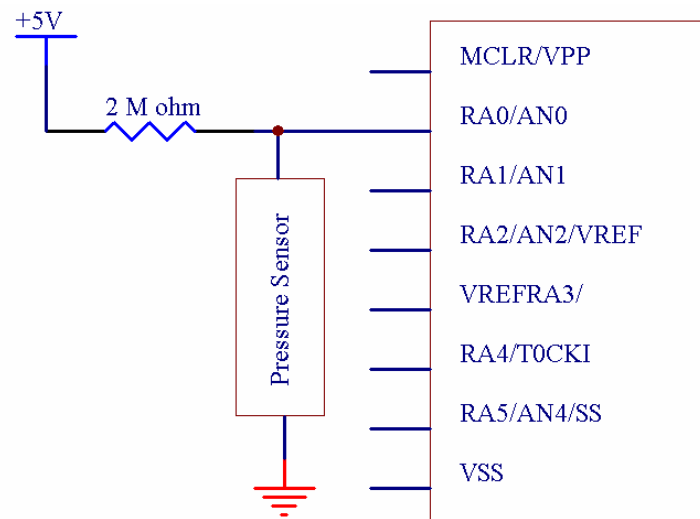 +5V
2 M ohm
Pressure Sensor
MCLR/VPP
RA0/AN0
RA1/AN1
RA2/AN2/VREF
VREFRA3/
RA4/T0CKI
RA5/AN4/SS
VSS